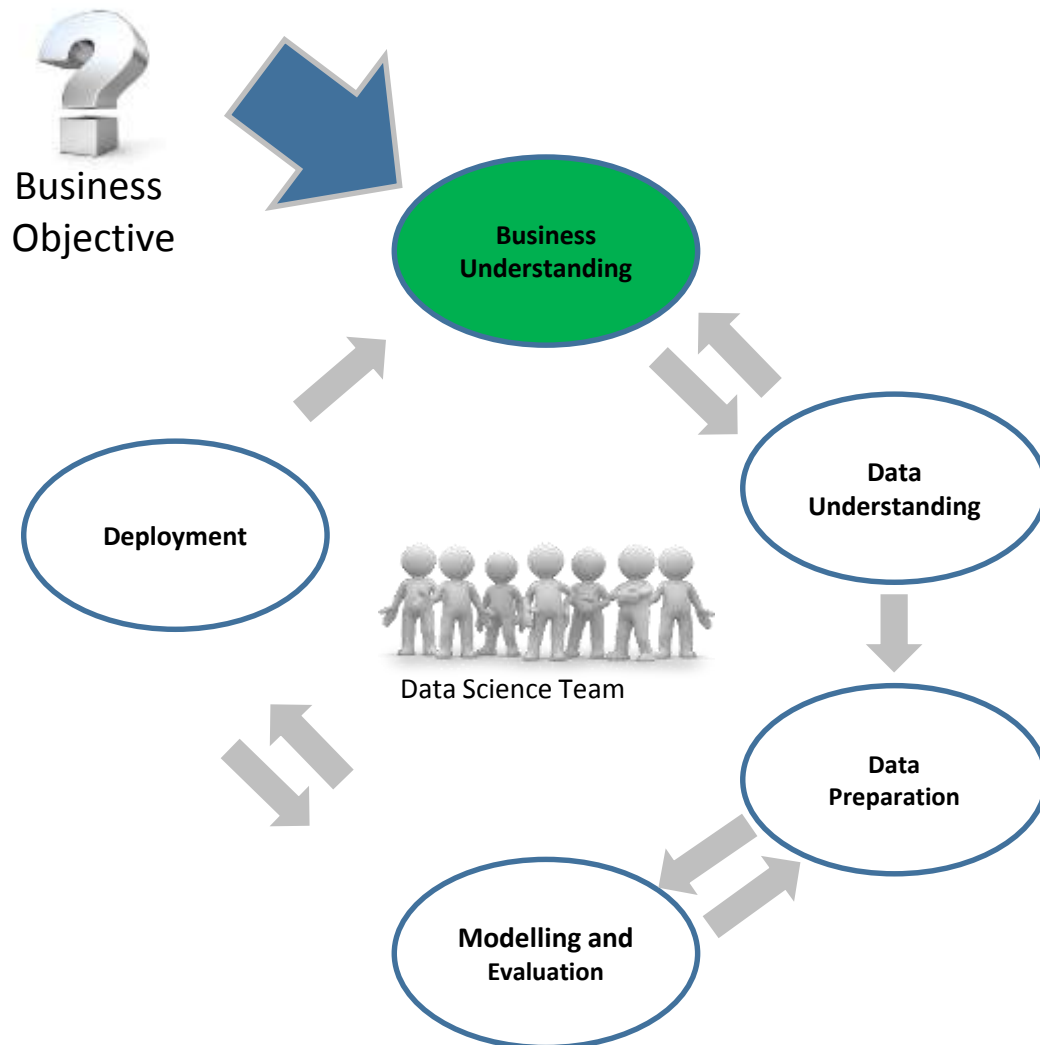 Business
Objective
Business
Understanding
Data
Understanding
Deployment
Data Science Team
Data
Preparation
Modelling and
Evaluation